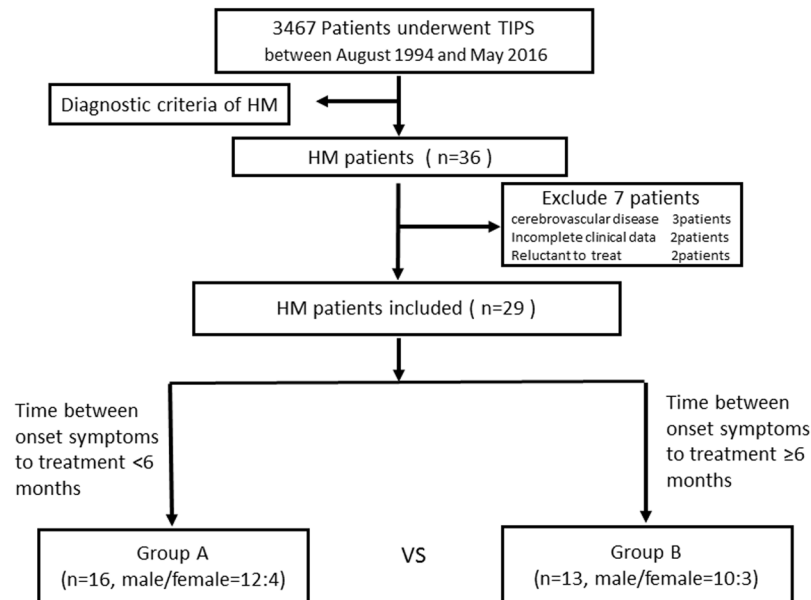 3467 Patients underwent TIPS
between August 1994 and May 2016
Diagnostic criteria of HM
HM patients ( n=36 )
Exclude 7 patients
cerebrovascular disease 3patients
Incomplete clinical data 2patients
Reluctant to treat 2patients
HM patients included ( n=29 )
Time between
onset symptoms
to treatment <6
months
Time between
onset symptoms
to treatment ≥6
months
Group A
(n=16, male/female=12:4)
VS
Group B
(n=13, male/female=10:3)